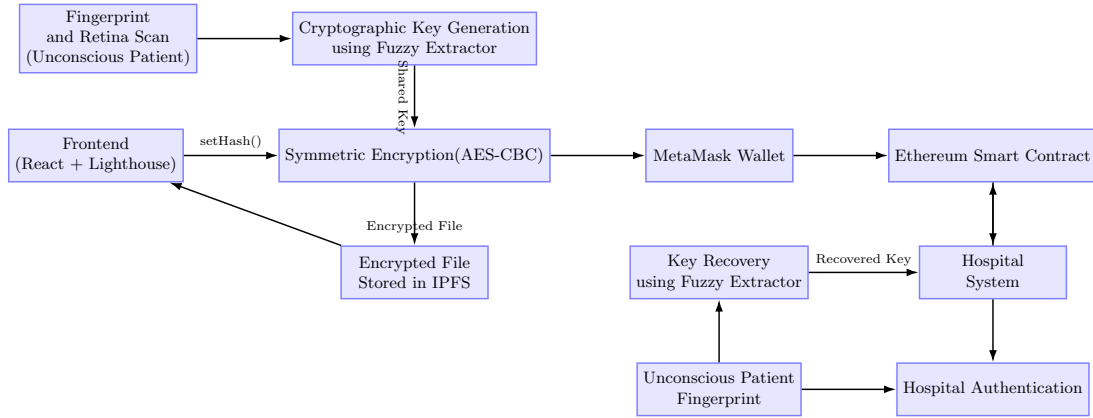 Fingerprint
and Retina Scan
(Unconscious Patient)
Cryptographic Key Generation
using Fuzzy Extractor
Shared Key
Frontend
(React + Lighthouse)
setHash()
Symmetric Encryption(AES-CBC)
MetaMask Wallet
Ethereum Smart Contract
Encrypted File
Encrypted File
Stored in IPFS
Key Recovery
using Fuzzy Extractor
Recovered Key
Hospital
System
Unconscious Patient
Fingerprint
Hospital Authentication